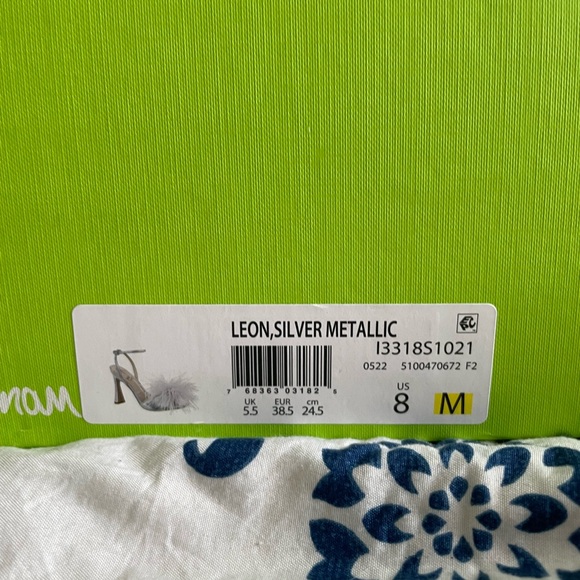 LEON,SILVER METALLIC
I3318S1021
0522 5100470672 F2
7 68363 03182 6
UK EUR cm US
5.5 38.5 24.5 8 M